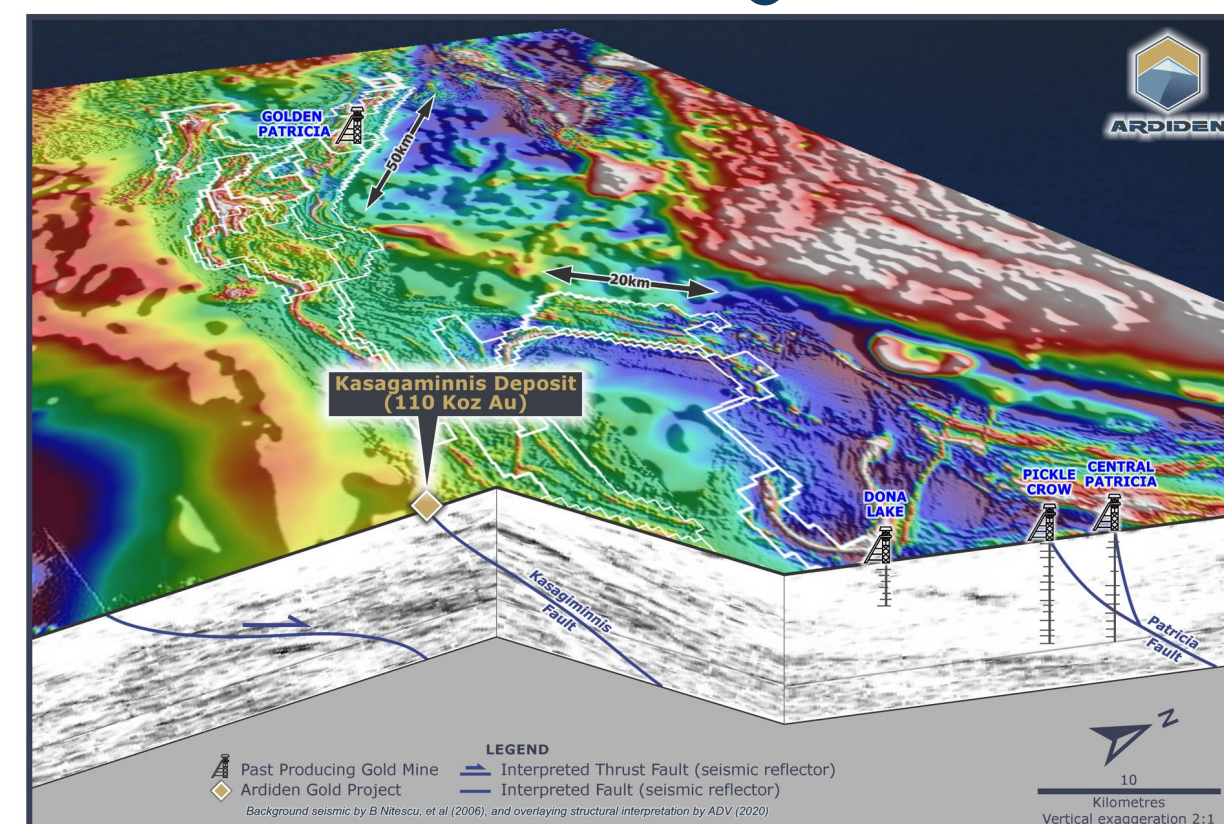 ARDIDEN
GOLDEN
PATRICIA
50km
20km
Kasagaminnis Deposit
(110 Koz Au)
DONA
LAKE
PICKLE
CROW
CENTRAL
PATRICIA
Kasagiminnis
Fault
Patricia
Fault
LEGEND
Past Producing Gold Mine
Interpreted Thrust Fault (seismic reflector)
Ardiden Gold Project
Interpreted Fault (seismic reflector)
Background seismic by B Nitescu, et al (2006), and overlaying structural interpretation by ADV (2020)
N
10
Kilometres
Vertical exaggeration 2:1